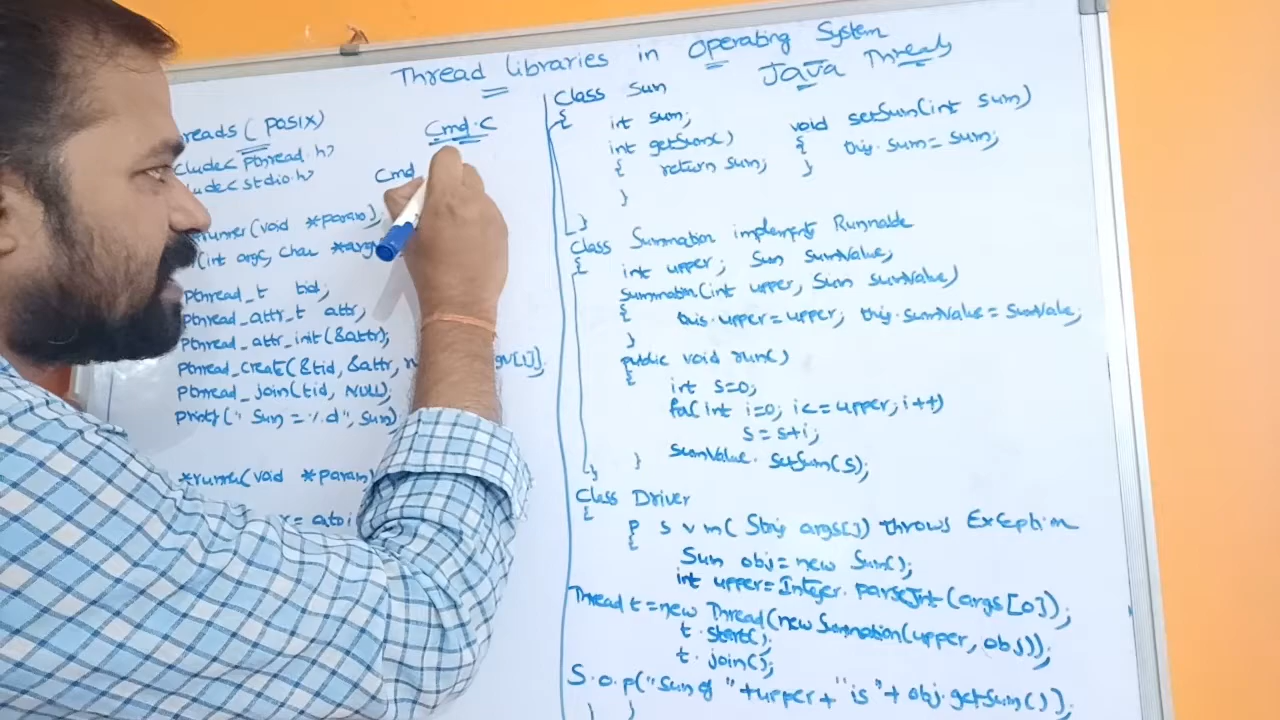 Thread Libraries in Operating System
reads ( POSIX)
clude< pthread.h>
ude< stdio.h>
Cmd.C
Cmd
*runner(void *param);
(int argc, char *arg
pthread_t tid;
pthread_attr_t attr;
pthread_attr_init(&attr);
pthread_create(&tid, &attr, gv[1]);
pthread_join(tid, NULL);
printf(" Sum = %d", sum)
*runner(void *param)
= atoi
Java Threads
Class Sum
{
int sum;
int getSum()
{ return sum;
}
void setSum(int sum)
{ this.sum = sum;
}
}
Class Summation implements Runnable
{
int upper; Sum sumValue;
Summation(int upper, Sum sumValue)
{ this.upper = upper; this.sumValue = sumValue;
}
public void run()
{
int s=0;
for(int i=0; i<=upper; i++)
s = s+i;
sumValue. setSum(s);
}
}
Class Driver
{
P S V m( String args[]) throws Exception
{
Sum obj = new Sum();
int upper = Integer. parseInt (args[0]);
Thread t = new Thread(new Summation(upper, obj));
t. start();
t. join();
S.o.p("Sum of " +upper+ "is "+ obj.getSum());
} }